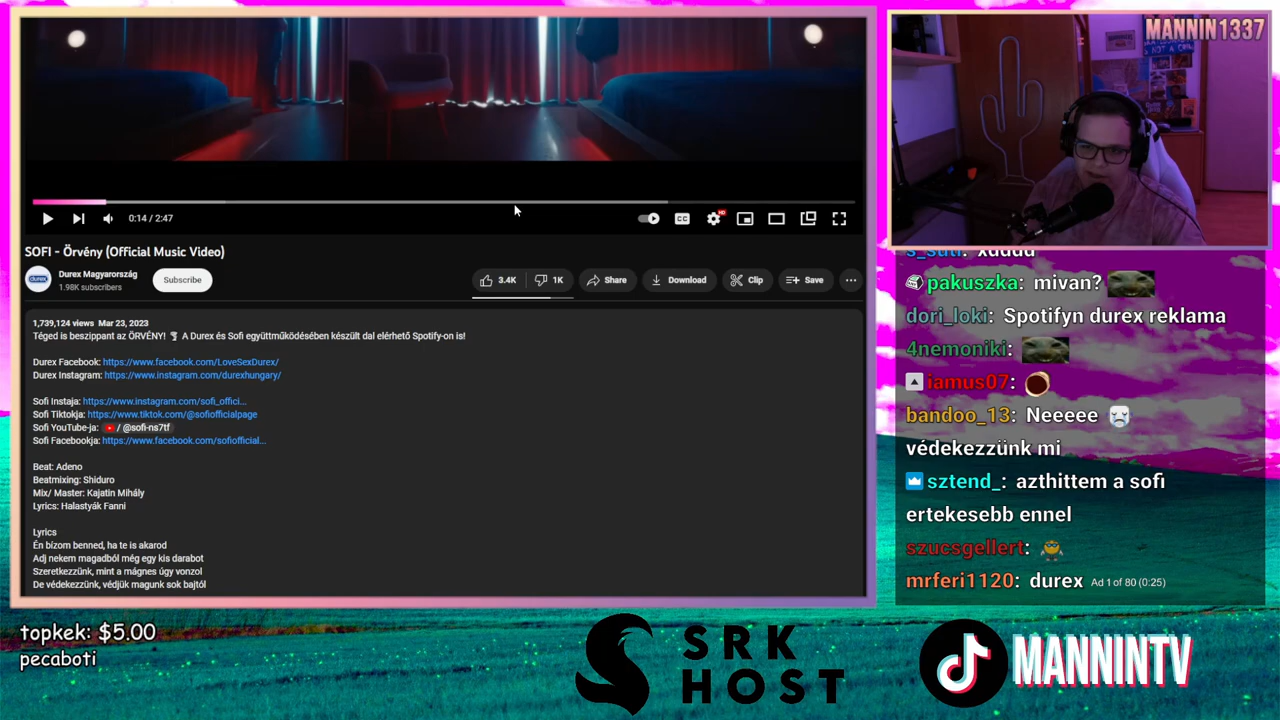 MANNIN1337
0:14 / 2:47
CC
HD
SOFI - Örvény (Official Music Video)
durex
Durex Magyarország
1.98K subscribers
Subscribe
3.4K
1K
Share
Download
Clip
Save
1,739,124 views Mar 23, 2023
Téged is beszippant az ÖRVÉNY! 🌪 A Durex és Sofi együttműködésében készült dal elérhető Spotify-on is!
Durex Facebook: https://www.facebook.com/LoveSexDurex/
Durex Instagram: https://www.instagram.com/durexhungary/
Sofi Instaja: https://www.instagram.com/sofi_offici...
Sofi Tiktokja: https://www.tiktok.com/@sofiofficialpage
Sofi YouTube-ja: / @sofi-ns7tf
Sofi Facebookja: https://www.facebook.com/sofiofficial...
Beat: Adeno
Beatmixing: Shiduro
Mix/ Master: Kajatin Mihály
Lyrics: Halastyák Fanni
Lyrics
Én bízom benned, ha te is akarod
Adj nekem magadból még egy kis darabot
Szeretkezzünk, mint a mágnes úgy vonzol
De védekezzünk, védjük magunk sok bajtól
s_suti: xdddd
pakuszka: mivan?
dori_loki: Spotifyn durex reklama
4nemoniki:
iamus07:
bandoo_13: Neeeee
védekezzünk mi
sztend_: azthittem a sofi
ertekesebb ennel
szucsgellert:
mrferi1120: durex Ad 1 of 80 (0:25)
topkek: $5.00
pecaboti
SRK
HOST
MANNINTV